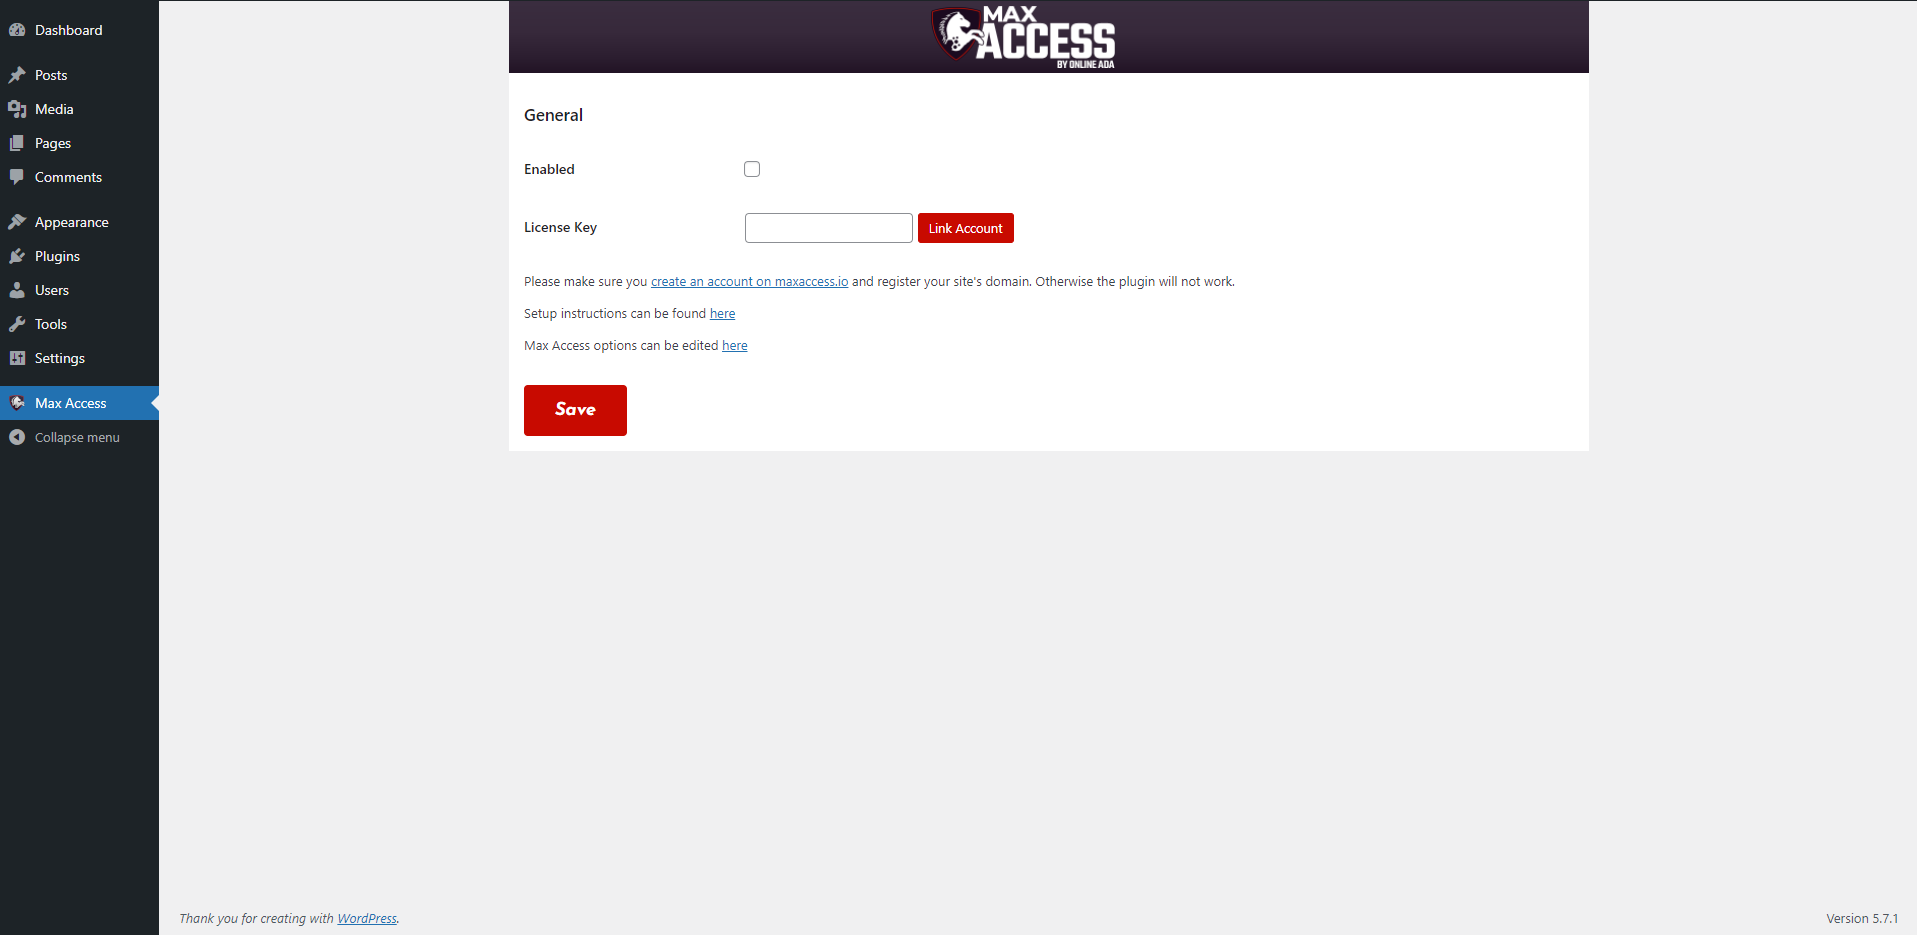 Dashboard
Posts
Media
Pages
Comments
Appearance
Plugins
Users
Tools
Settings
Max Access
Collapse menu
MAX
ACCESS
BY ONLINE ADA
General
Enabled
License Key
Link Account
Please make sure you create an account on maxaccess.io and register your site's domain. Otherwise the plugin will not work.
Setup instructions can be found here
Max Access options can be edited here
Save
Thank you for creating with WordPress.
Version 5.7.1